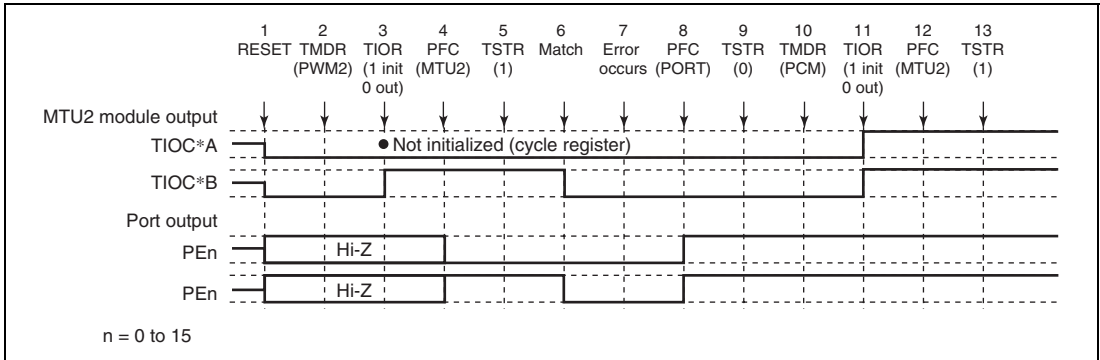 1 2 3 4 5 6 7 8 9 10 11 12 13
RESET TMDR TIOR PFC TSTR Match Error PFC TSTR TMDR TIOR PFC TSTR
(PWM2) (1 init (MTU2) (1) occurs (PORT) (0) (PCM) (1 init (MTU2) (1)
0 out) 0 out)
MTU2 module output
TIOC*A
● Not initialized (cycle register)
TIOC*B
Port output
PEn
Hi-Z
PEn
Hi-Z
n = 0 to 15